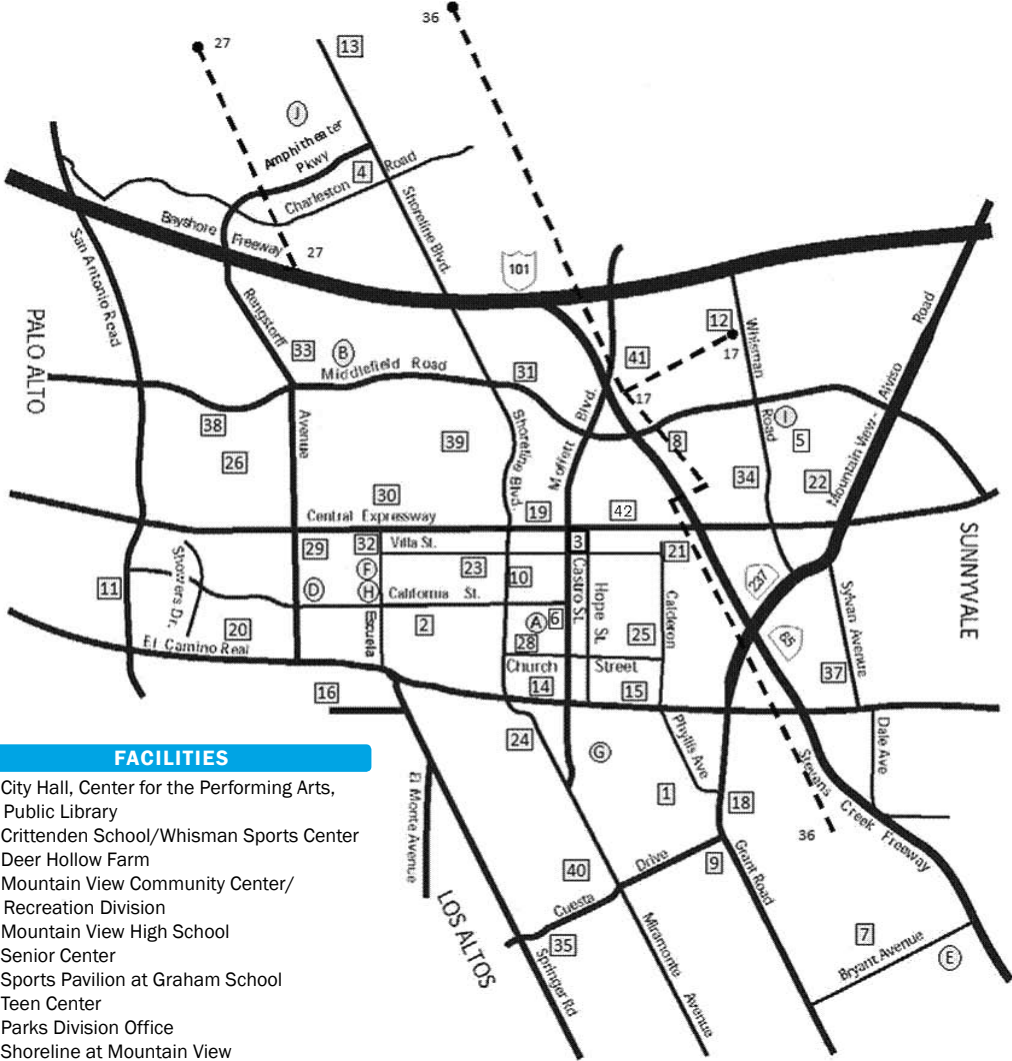 36
27
13
J
Amphitheater
Pkwy
4
Charleston Road
Shoreline Blvd.
Bayshore Freeway
27
101
San Antonio Road
PALO ALTO
Rengstorff
Avenue
33
B
Middlefield Road
31
41
12
17
Whisman
Road
17
Mountain View - Alviso
Road
38
26
39
Shoreline Blvd.
Moffett Blvd.
8
I
5
34
22
30
Central Expressway
19
42
SUNNYVALE
29
32
Villa St.
3
21
F
23
10
Castro St.
Hope St.
Calderon
237
Sylvan Avenue
11
Showers Dr.
D
H
California St.
Escuela
2
A
6
28
25
85
20
El Camino Real
Church Street
37
16
14
15
24
G
Phyllis Ave
Dale Ave
Stevens Creek Freeway
El Monte Avenue
1
18
36
40
Cuesta Drive
9
Grant Road
LOS ALTOS
35
Springer Rd
Miramonte Avenue
7
Bryant Avenue
E
FACILITIES
City Hall, Center for the Performing Arts,
Public Library
Crittenden School/Whisman Sports Center
Deer Hollow Farm
Mountain View Community Center/
Recreation Division
Mountain View High School
Senior Center
Sports Pavilion at Graham School
Teen Center
Parks Division Office
Shoreline at Mountain View